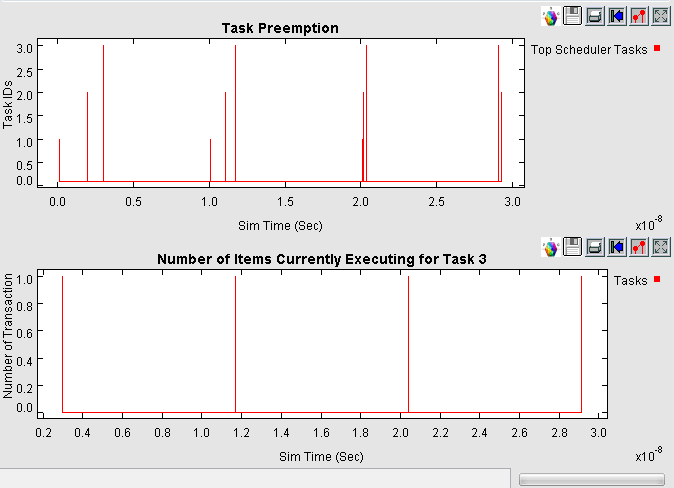 Task Preemption
Top Scheduler Tasks
Task IDs
3.0
2.5
2.0
1.5
1.0
0.5
0.0
0.0 0.5 1.0 1.5 2.0 2.5 3.0
Sim Time (Sec)
x10-8
Number of Items Currently Executing for Task 3
Tasks
Number of Transaction
1.0
0.8
0.6
0.4
0.2
0.0
0.2 0.4 0.6 0.8 1.0 1.2 1.4 1.6 1.8 2.0 2.2 2.4 2.6 2.8 3.0
Sim Time (Sec)
x10-8